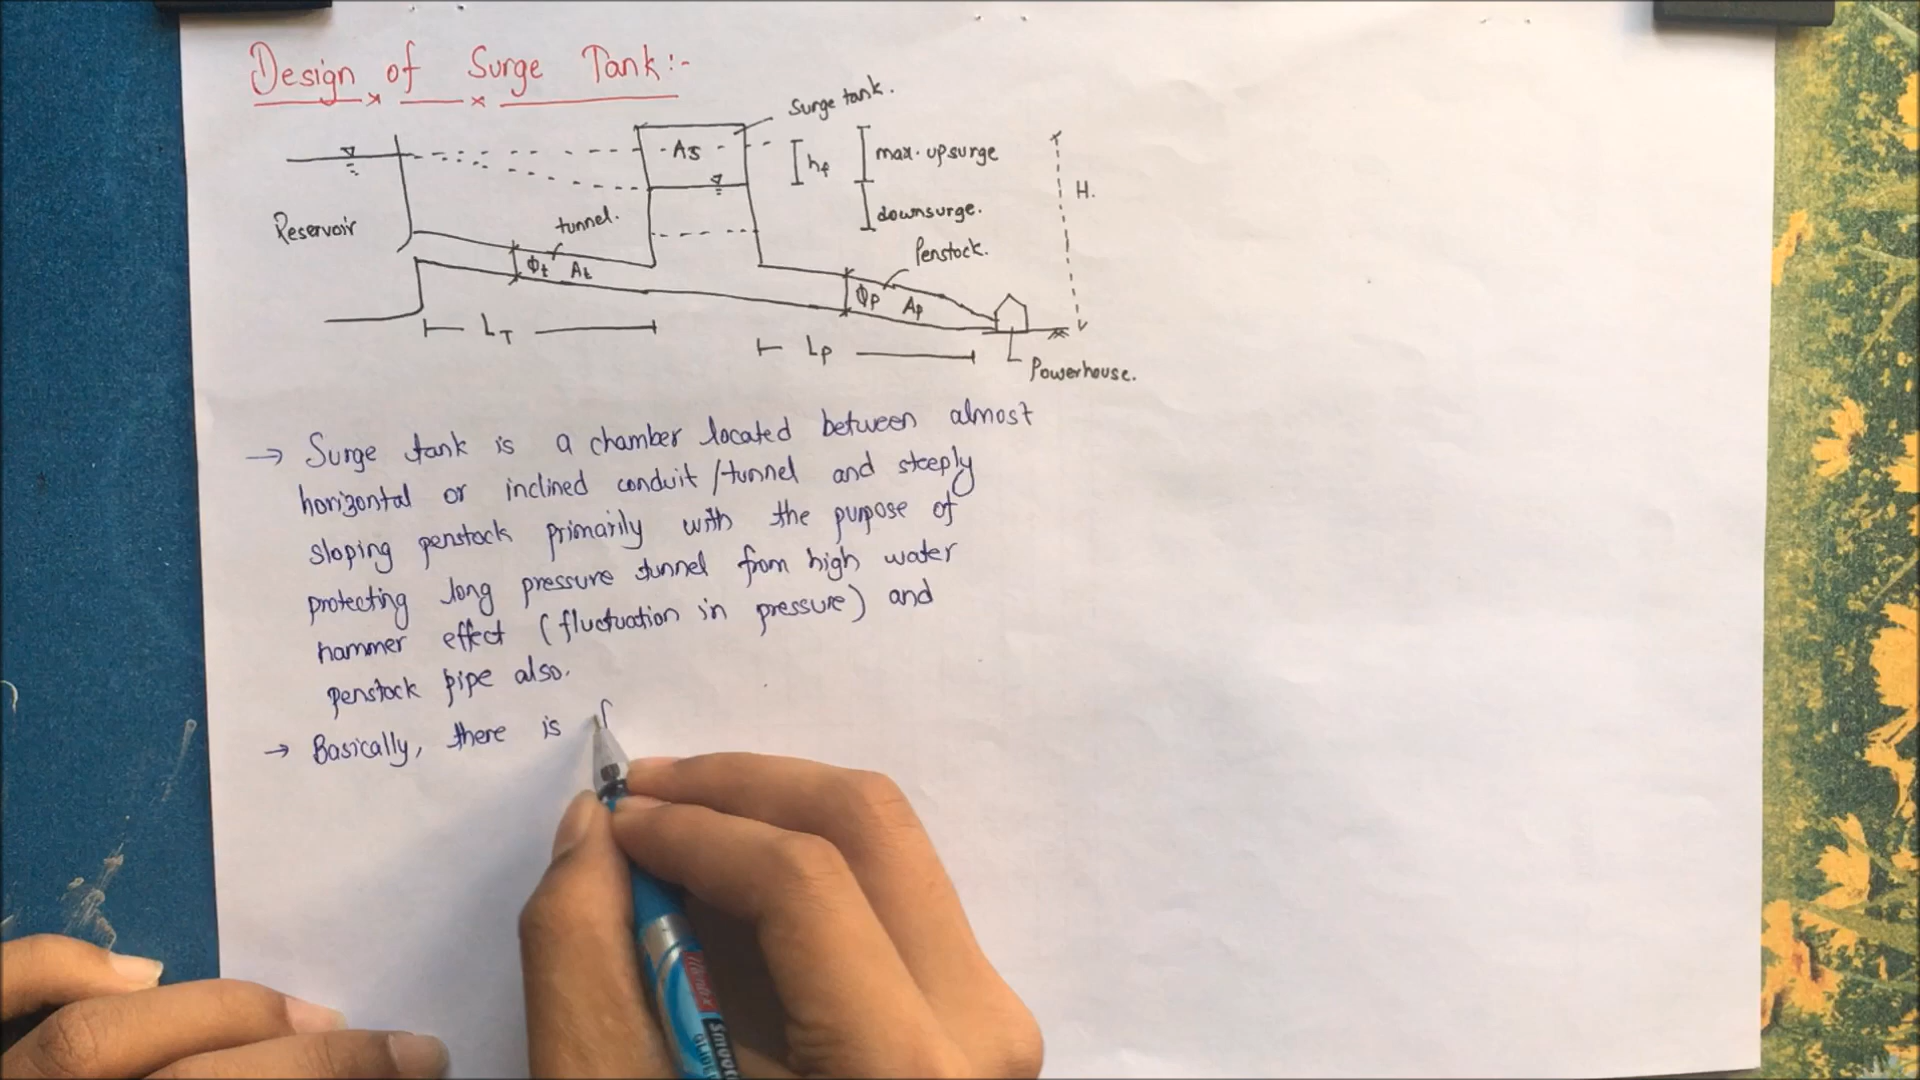 Design of Surge Tank:-
Surge tank.
As
hf
max. upsurge
H.
Reservoir
tunnel.
downsurge.
Penstock.
Φt At
Φp Ap
LT
Lp
Powerhouse.
→ Surge tank is a chamber located between almost
horizontal or inclined conduit /tunnel and steeply
sloping penstock primarily with the purpose of
protecting long pressure tunnel from high water
hammer effect (fluctuation in pressure) and
penstock pipe also.
→ Basically, there is